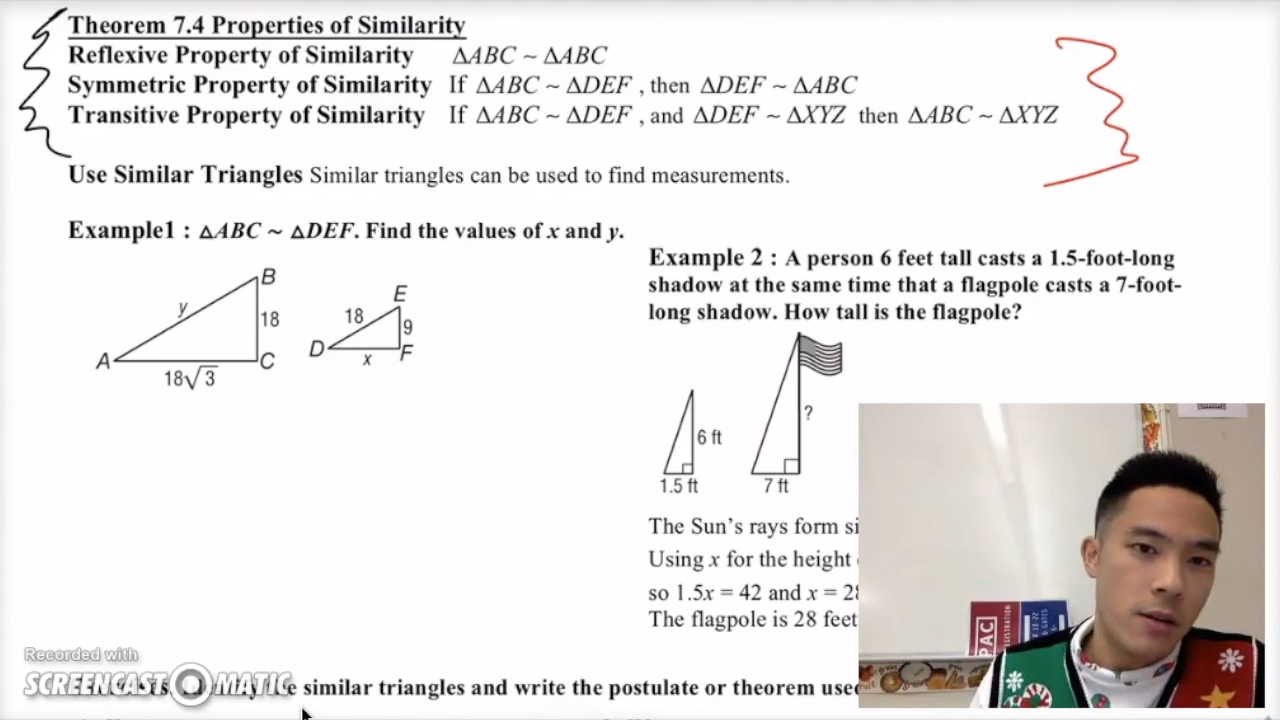 Theorem 7.4 Properties of Similarity
Reflexive Property of Similarity ΔABC ~ ΔABC
Symmetric Property of Similarity If ΔABC ~ ΔDEF , then ΔDEF ~ ΔABC
Transitive Property of Similarity If ΔABC ~ ΔDEF , and ΔDEF ~ ΔXYZ then ΔABC ~ ΔXYZ
Use Similar Triangles Similar triangles can be used to find measurements.
Example1 : ΔABC ~ ΔDEF. Find the values of x and y.
B
y
18
A
C
18√3
E
18
9
D
F
x
Example 2 : A person 6 feet tall casts a 1.5-foot-long
shadow at the same time that a flagpole casts a 7-foot-
long shadow. How tall is the flagpole?
?
6 ft
1.5 ft
7 ft
The Sun's rays form si
Using x for the height
so 1.5x = 42 and x = 28
The flagpole is 28 feet
PAC
REGISTRATION
Recorded with
SCREENCAST-O-MATIC
similar triangles and write the postulate or theorem used